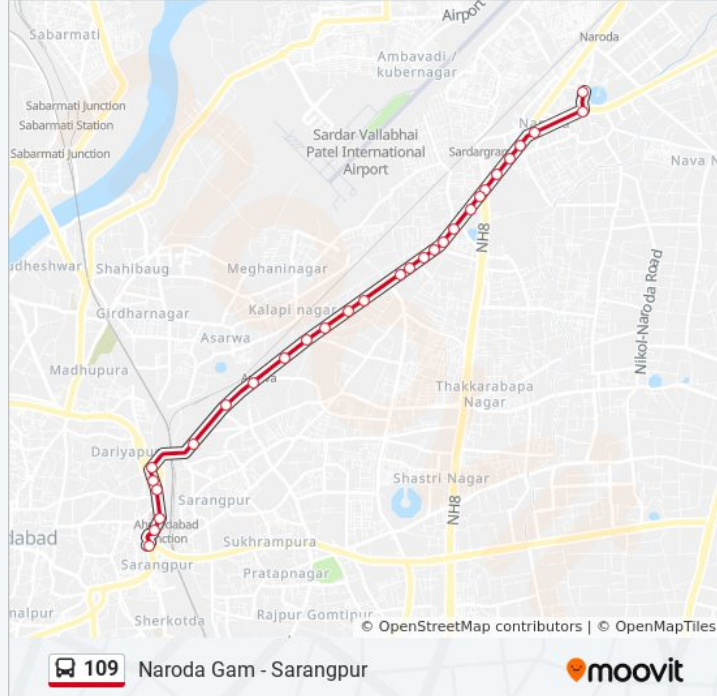 Airport
Sabarmati
Naroda
Ambavadi /
kubernagar
Sabarmati Junction
Sabarmati Station
Sabarmati Junction
Sardar Vallabhai
Patel International
Airport
Nava N
NH8
udheshwar
Shahibaug
Meghaninagar
Nikol-Naroda Road
Girdharnagar
Kalapi nagar
Asarwa
Madhupura
Thakkarabapa
Nagar
Dariyapu
Shastri Nagar
Sarangpur
NH8
dabad
Sukhrampura
Sarangpur
Pratapnagar
nalpur
Sherkotda
Rajpur Gomtipur
© OpenStreetMap contributors | © OpenMapTiles
109 Naroda Gam - Sarangpur
moovit